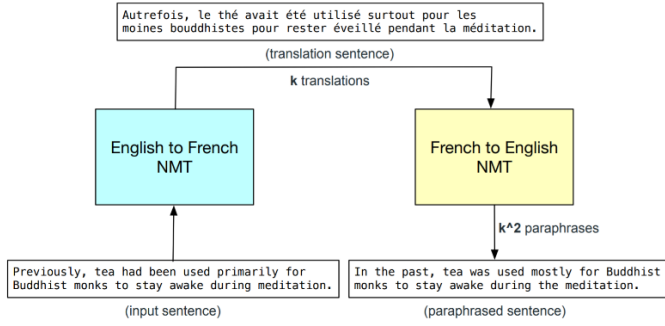 Autrefois, le thé avait été utilisé surtout pour les
moines bouddhistes pour rester éveillé pendant la méditation.
(translation sentence)
k translations
English to French
NMT
French to English
NMT
k^2 paraphrases
Previously, tea had been used primarily for
Buddhist monks to stay awake during meditation.
(input sentence)
In the past, tea was used mostly for Buddhist
monks to stay awake during the meditation.
(paraphrased sentence)